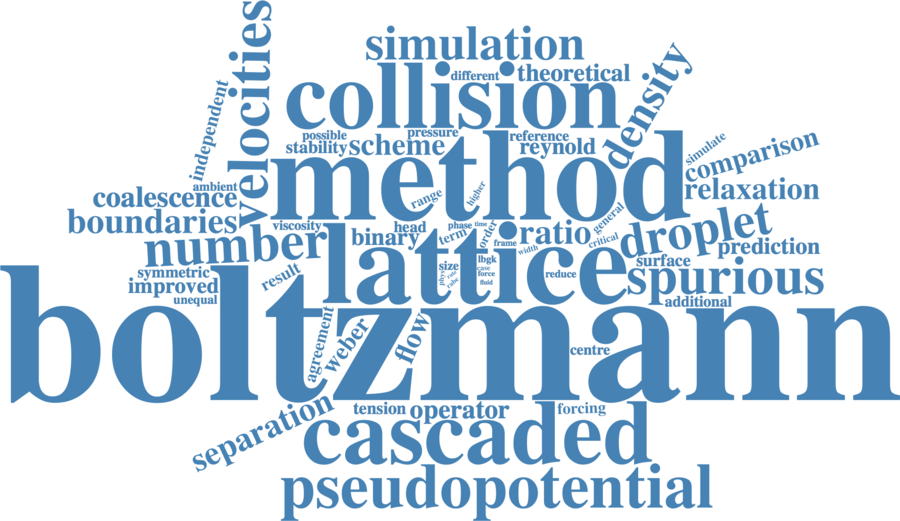 simulation
different
theoretical
velocities
collision
density
independent
possible
pressure
reference
stability
scheme
reynold
simulate
comparison
method
relaxation
ambient
coalescence
range
higher
boundaries
viscosity
head
phase
time
order
general
number
binary
term
frame
ratio
critical
droplet
prediction
width
lattice
symmetric
result
size
lbgk
case
force
fluid
reduce
surface
spurious
improved
unequal
additional
boltzmann
agreement
weber
flow
centre
separation
tension
operator
forcing
cascaded
pseudopotential